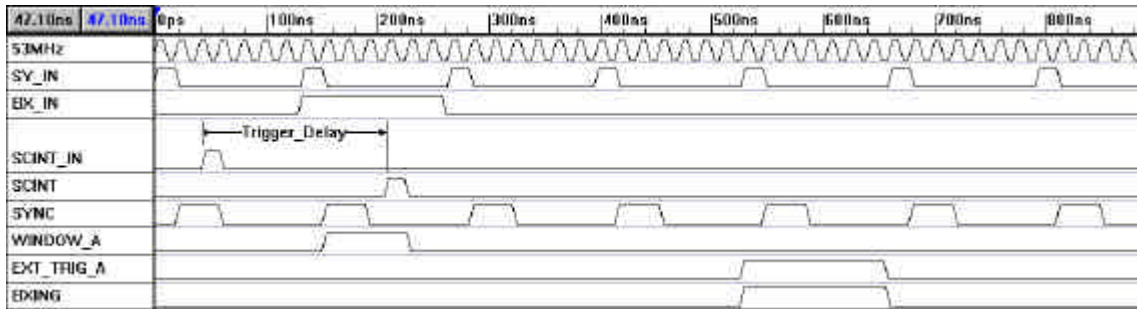 47.10ns 47.10ns 0ps 100ns 200ns 300ns 400ns 500ns 600ns 700ns 800ns
53MHz
SY_IN
BX_IN
Trigger_Delay
SCINT_IN
SCINT
SYNC
WINDOW_A
EXT_TRIG_A
BXING